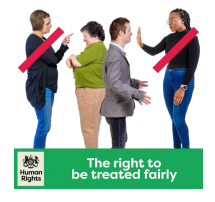 Human
Rights
The right to
be treated fairly